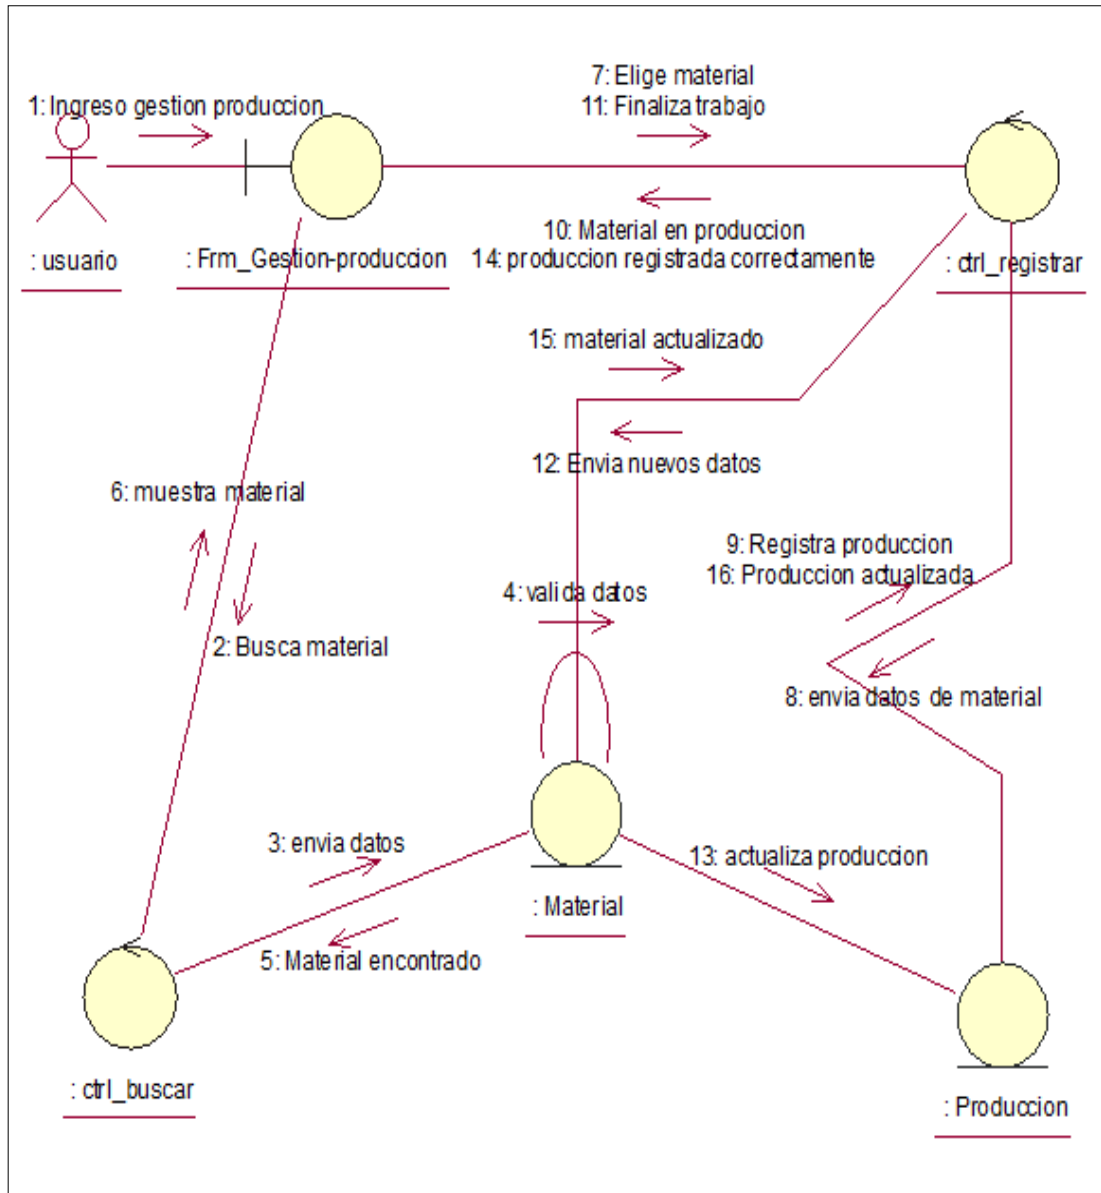 7: Elige material
1: Ingreso gestion produccion
11: Finaliza trabajo
10: Material en produccion
: usuario
: Frm_Gestion-produccion
14: produccion registrada correctamente
: ctrl_registrar
15: material actualizado
12: Envia nuevos datos
6: muestra material
9: Registra produccion
16: Produccion actualizada
4: valida datos
2: Busca material
8: envia datos de material
3: envia datos
13: actualiza produccion
: Material
5: Material encontrado
: ctrl_buscar
: Produccion